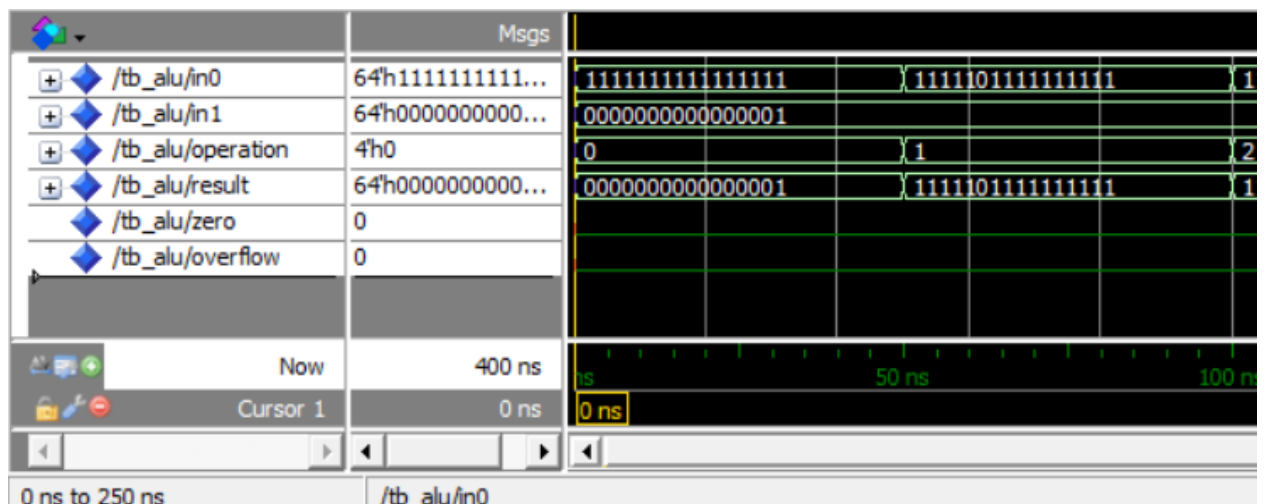 Msgs
/tb_alu/in0 64'h1111111111... 1111111111111111 1111101111111111 1
/tb_alu/in1 64'h0000000000... 0000000000000001
/tb_alu/operation 4'h0 0 1 2
/tb_alu/result 64'h0000000000... 0000000000000001 1111101111111111 1
/tb_alu/zero 0
/tb_alu/overflow 0
Now 400 ns ns 50 ns 100 n
Cursor 1 0 ns 0 ns
0 ns to 250 ns /tb_alu/in0